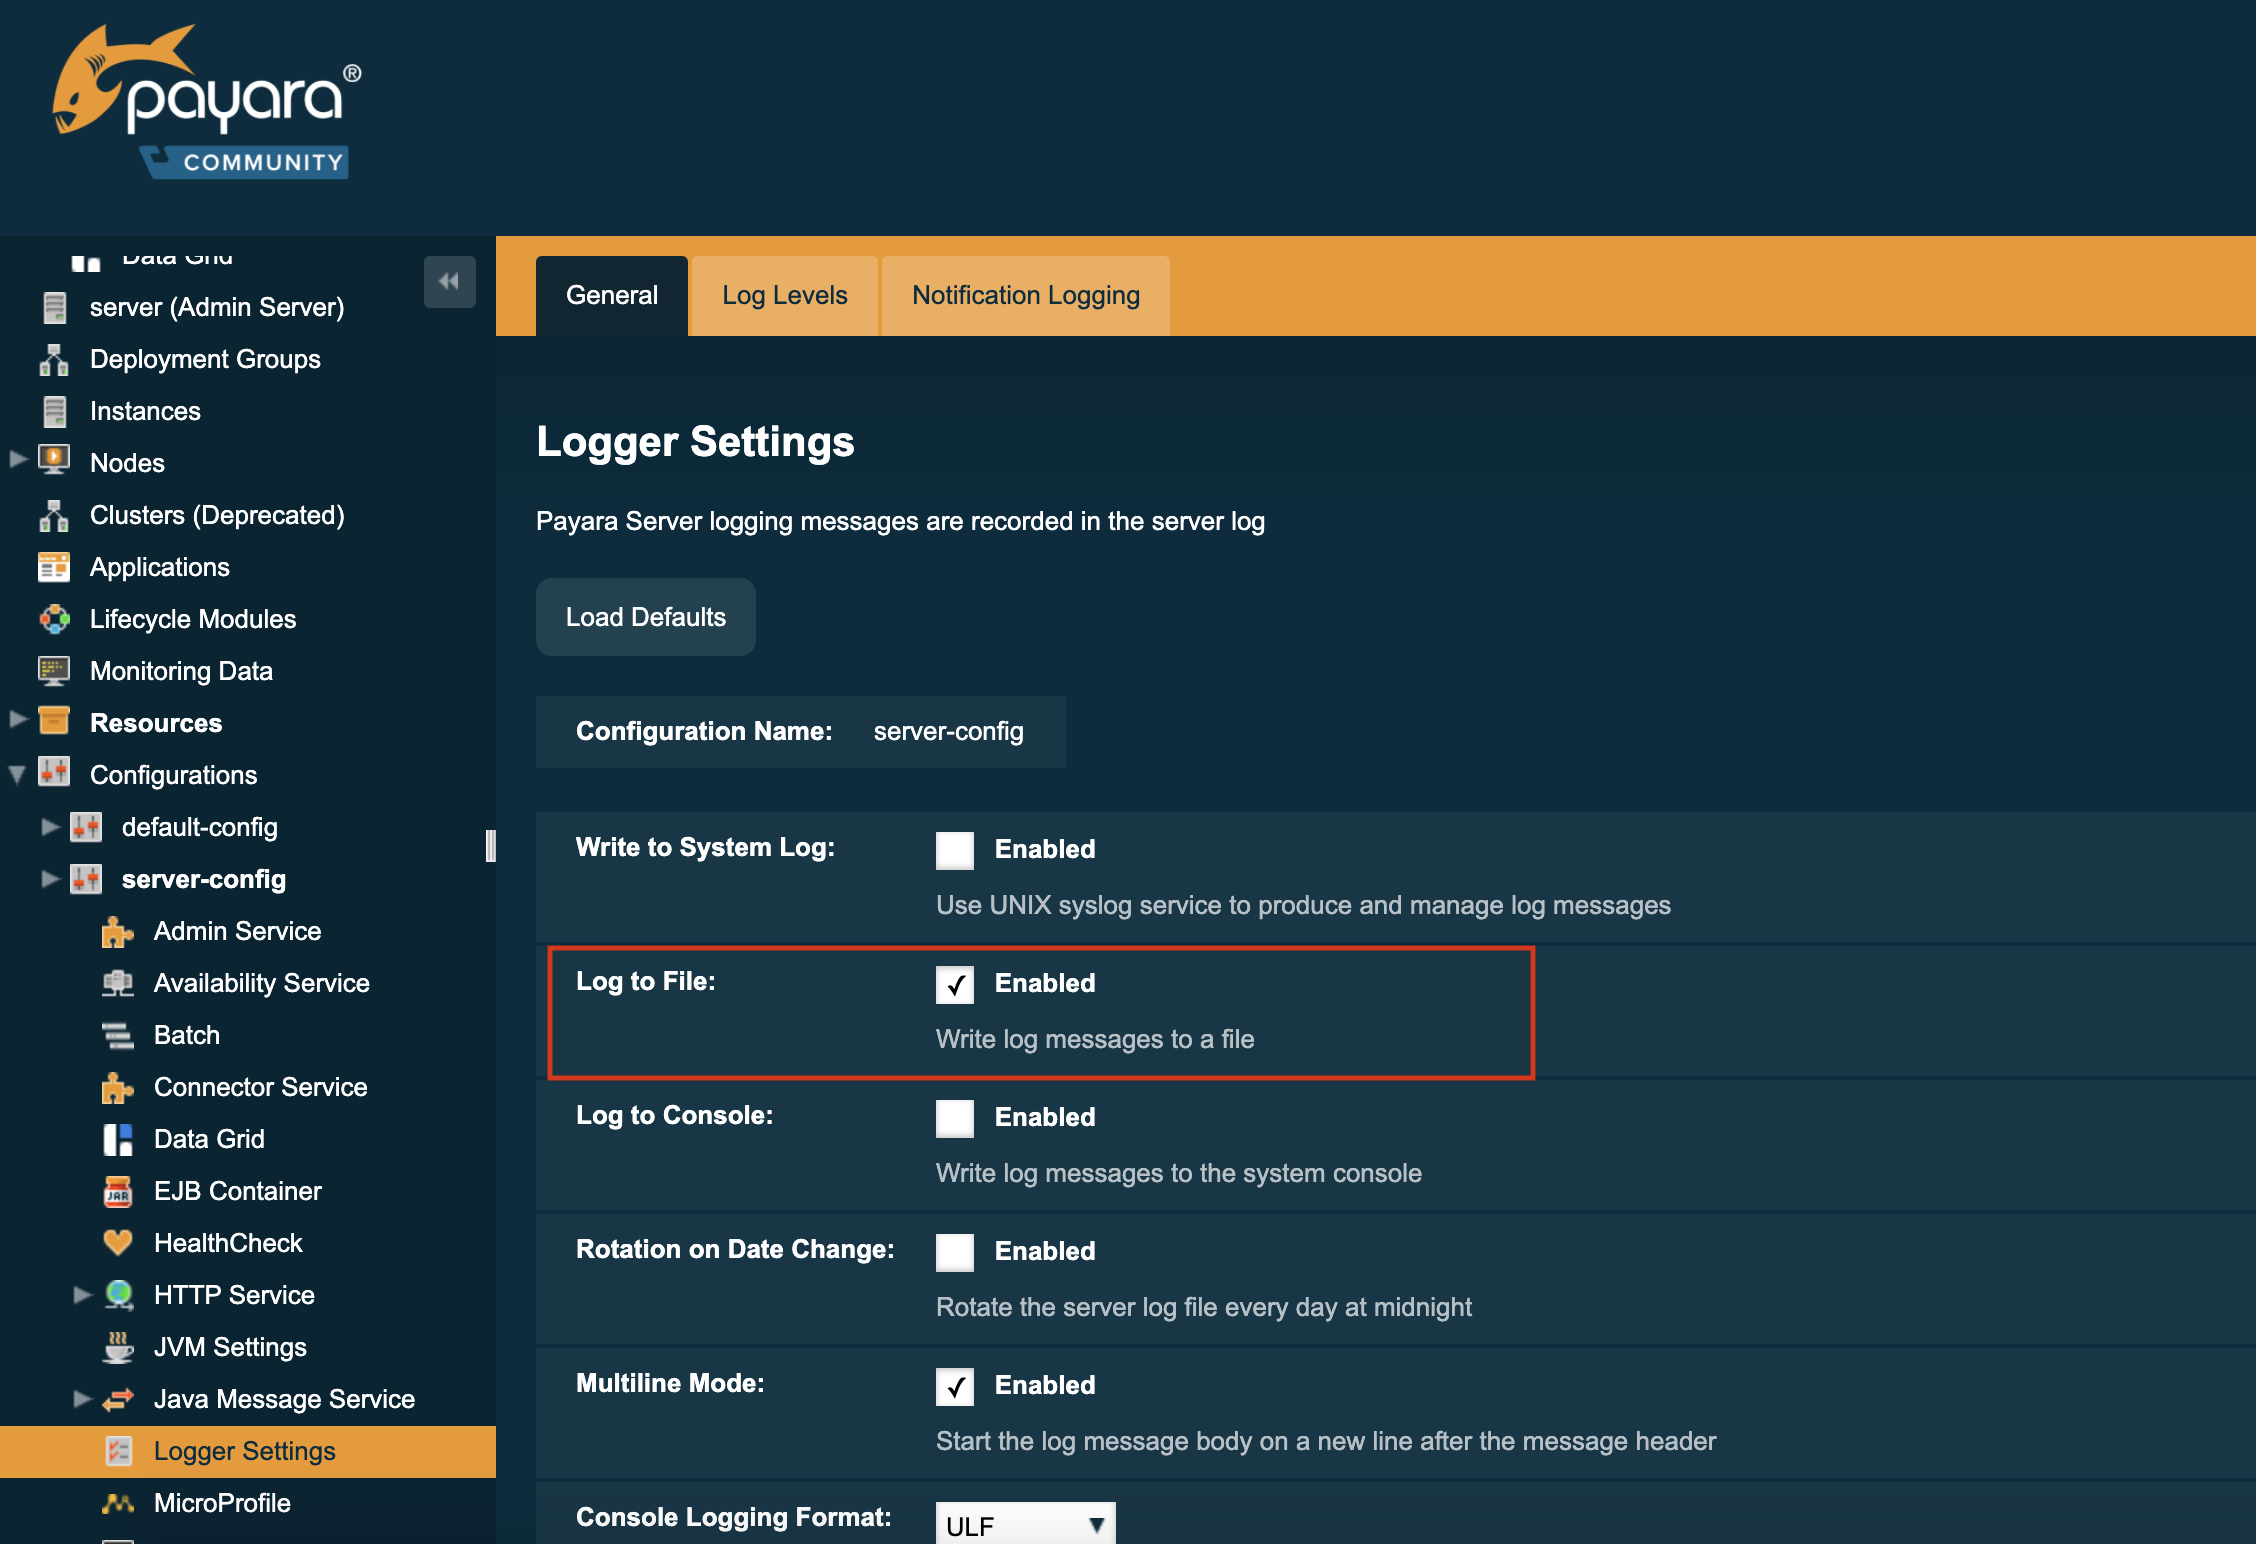 payara®
COMMUNITY
Data Grid
server (Admin Server)
Deployment Groups
Instances
Nodes
Clusters (Deprecated)
Applications
Lifecycle Modules
Monitoring Data
Resources
Configurations
default-config
server-config
Admin Service
Availability Service
Batch
Connector Service
Data Grid
JAR
EJB Container
HealthCheck
HTTP Service
JVM Settings
Java Message Service
Logger Settings
MicroProfile
General
Log Levels
Notification Logging
Logger Settings
Payara Server logging messages are recorded in the server log
Load Defaults
Configuration Name: server-config
Write to System Log: Enabled
Use UNIX syslog service to produce and manage log messages
Log to File: Enabled
Write log messages to a file
Log to Console: Enabled
Write log messages to the system console
Rotation on Date Change: Enabled
Rotate the server log file every day at midnight
Multiline Mode: Enabled
Start the log message body on a new line after the message header
Console Logging Format: ULF